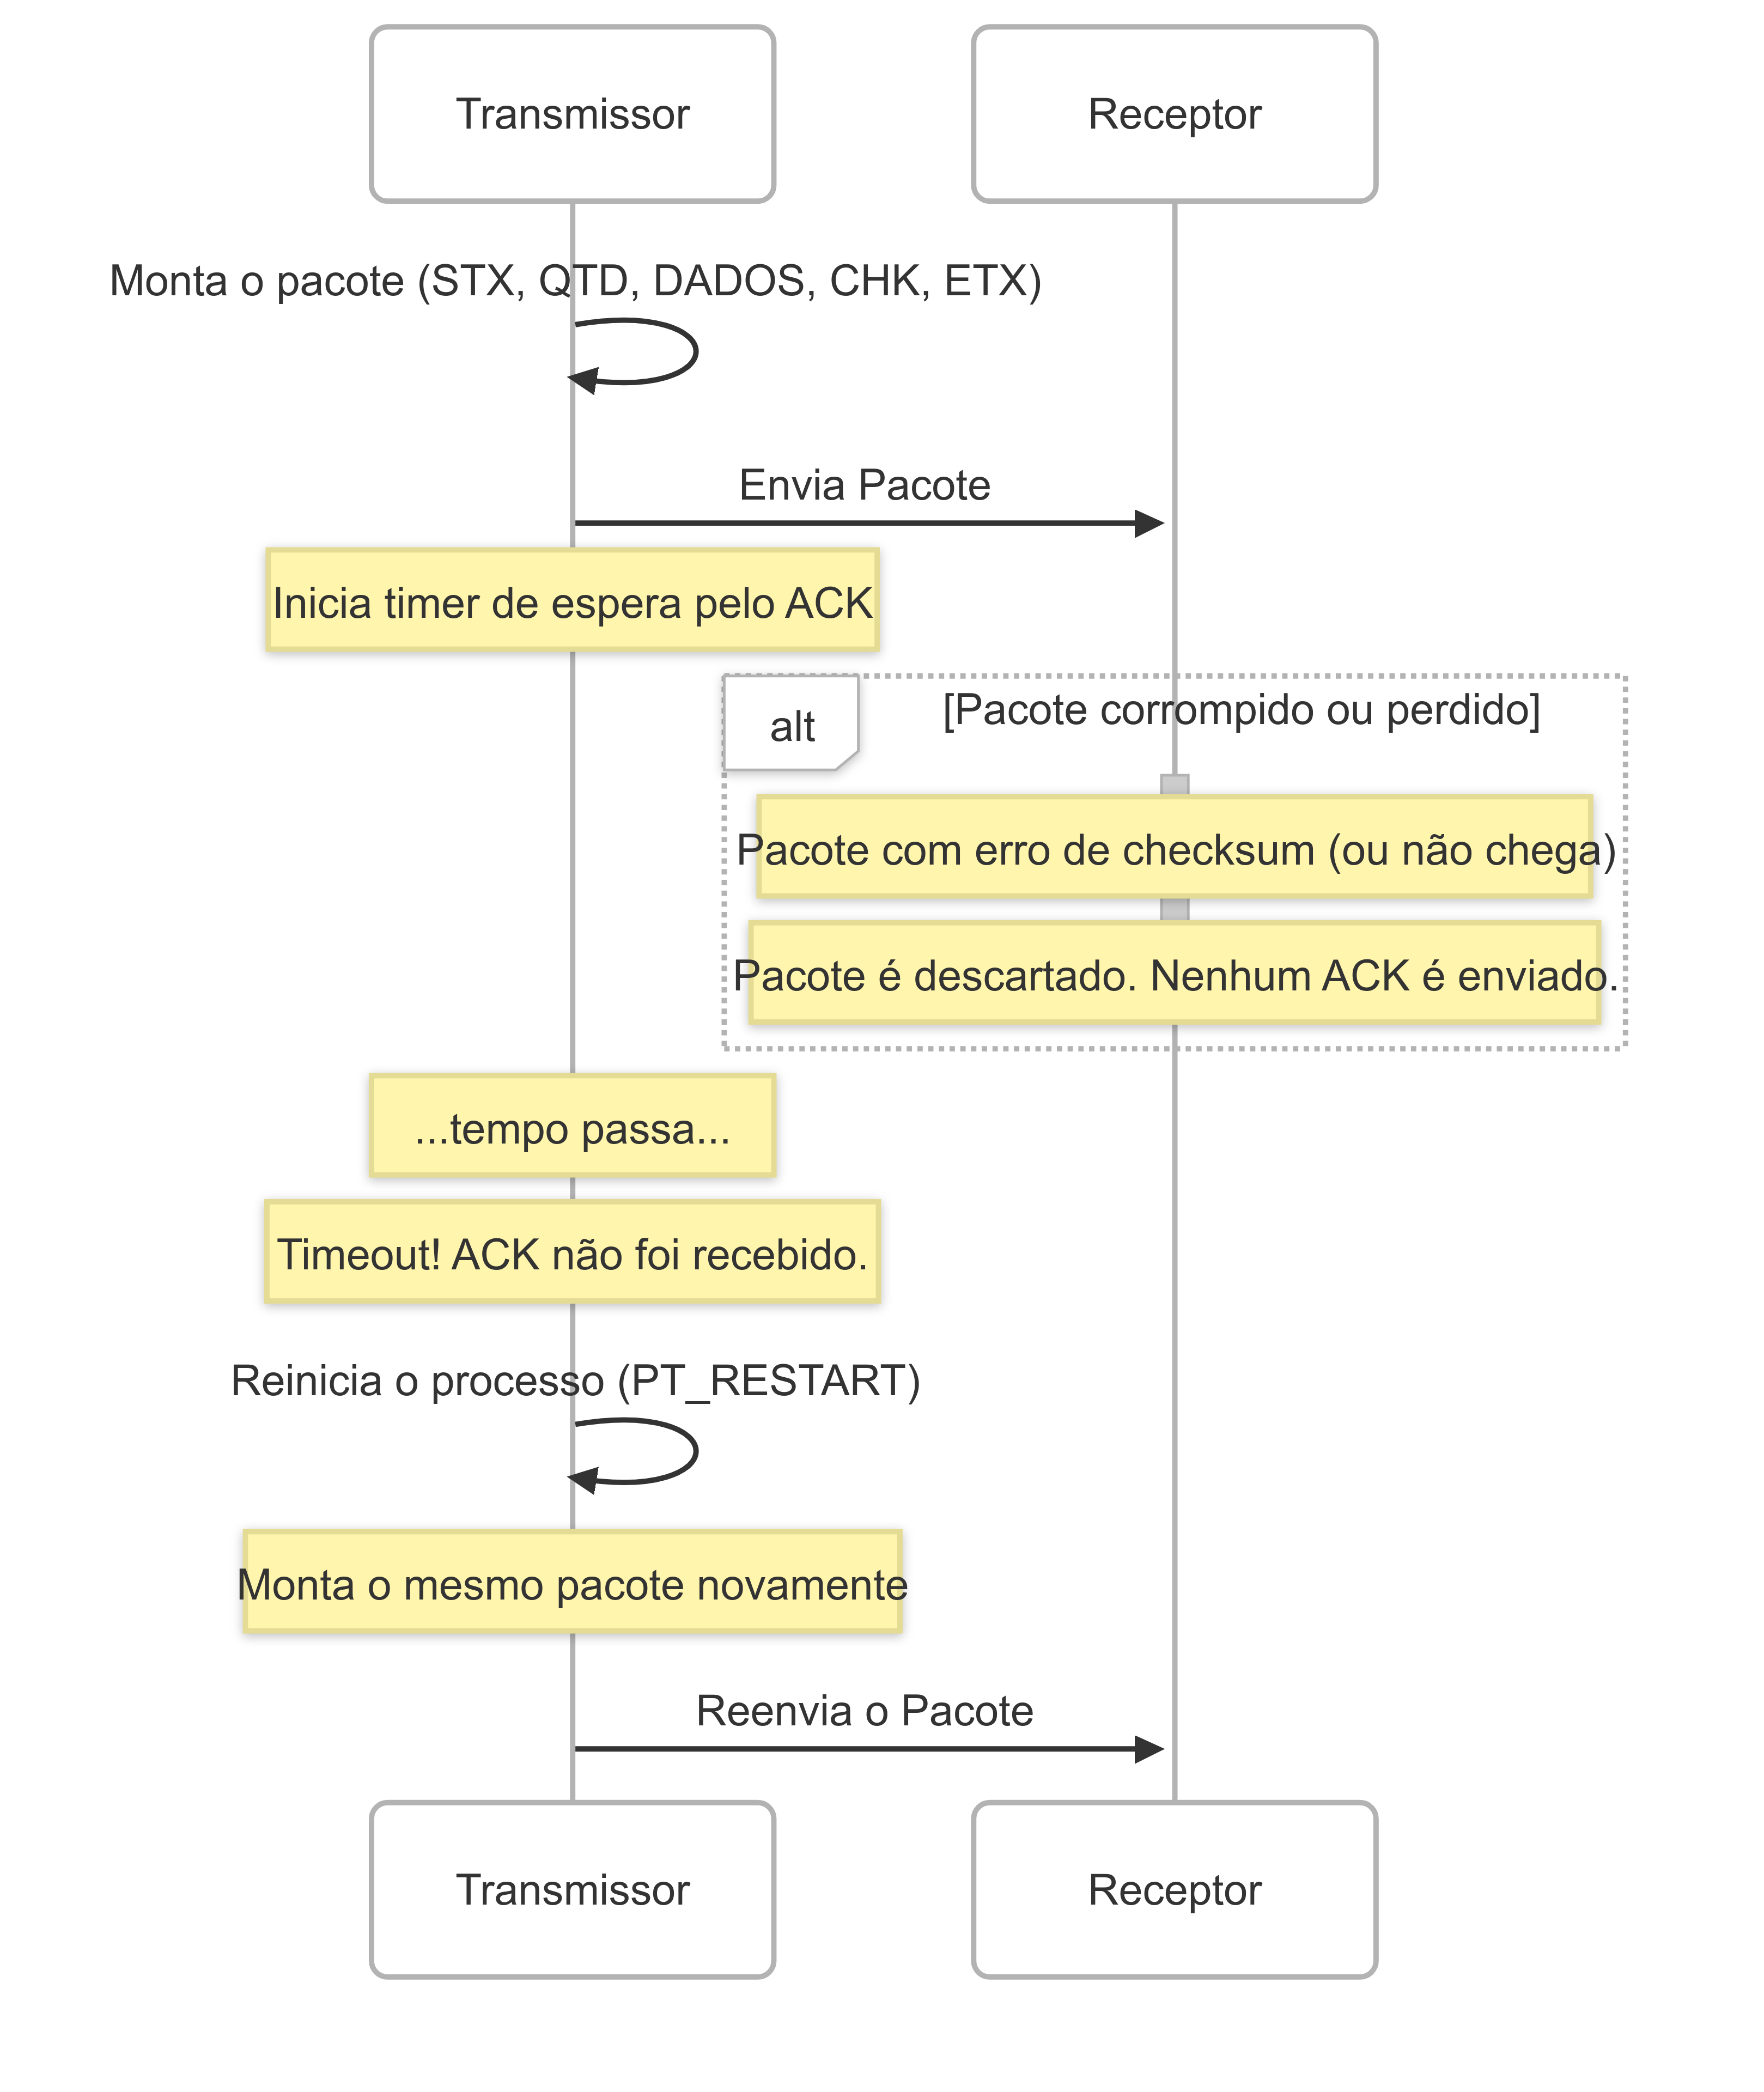 Transmissor
Receptor
Monta o pacote (STX, QTD, DADOS, CHK, ETX)
Envia Pacote
Inicia timer de espera pelo ACK
alt
[Pacote corrompido ou perdido]
Pacote com erro de checksum (ou não chega)
Pacote é descartado. Nenhum ACK é enviado.
...tempo passa...
Timeout! ACK não foi recebido.
Reinicia o processo (PT_RESTART)
Monta o mesmo pacote novamente
Reenvia o Pacote
Transmissor
Receptor